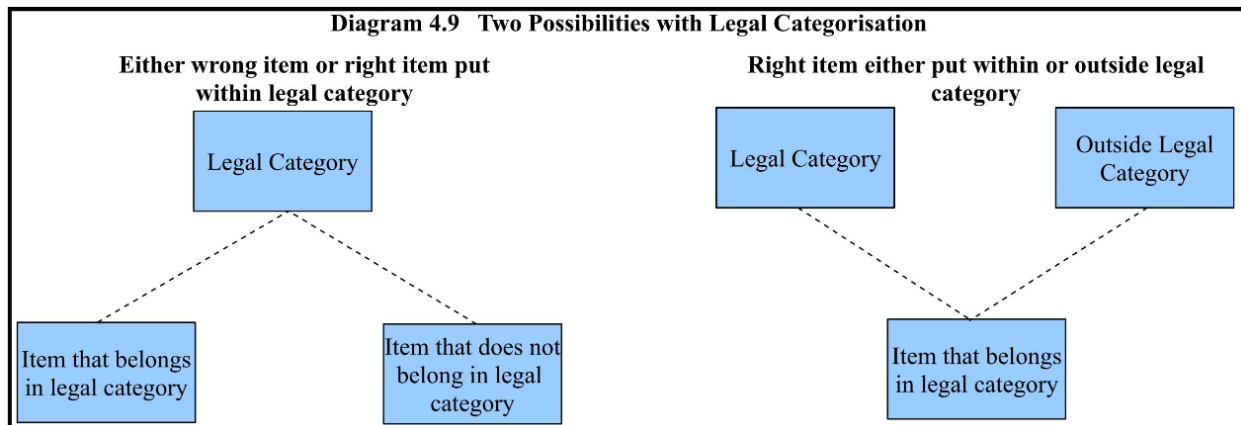 Diagram 4.9 Two Possibilities with Legal Categorisation
Either wrong item or right item put
within legal category
Legal Category
Item that belongs
in legal category
Item that does not
belong in legal
category
Right item either put within or outside legal
category
Legal Category
Outside Legal
Category
Item that belongs
in legal category